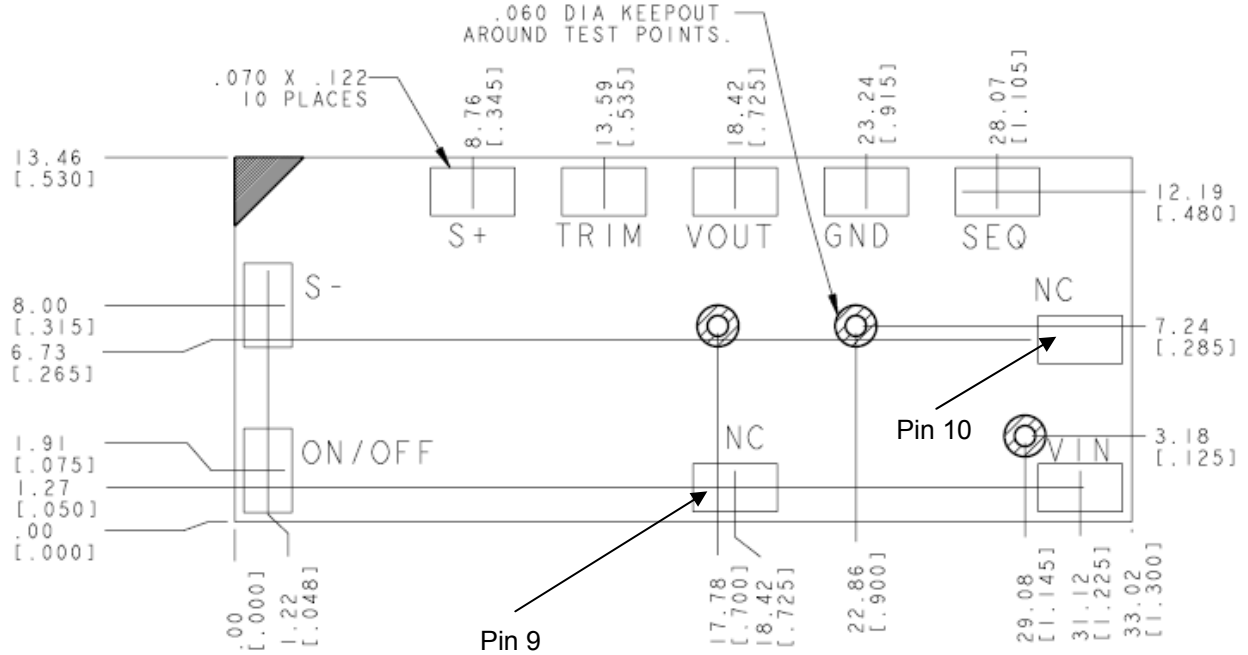 .060 DIA KEEPOUT
AROUND TEST POINTS.
.070 X .122
10 PLACES
8.76
[.345]
13.59
[.535]
18.42
[.725]
23.24
[.915]
28.07
[1.105]
13.46
[.530]
12.19
[.480]
S+
TRIM
VOUT
GND
SEQ
S-
NC
8.00
[.315]
6.73
[.265]
7.24
[.285]
Pin 10
1.91
[.075]
1.27
[.050]
.00
[.000]
ON/OFF
NC
VIN
3.18
[.125]
.00
[.000]
1.22
[.048]
17.78
[.700]
18.42
[.725]
22.86
[.900]
29.08
[1.145]
31.12
[1.225]
33.02
[1.300]
Pin 9